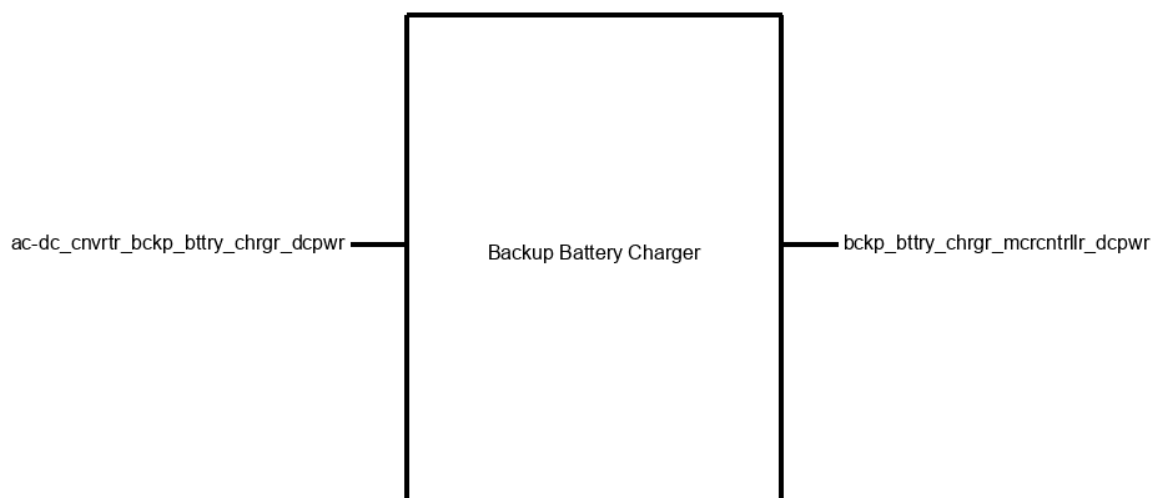 ac-dc_cnvrtr_bckp_bttry_chrgr_dcpwr
Backup Battery Charger
bckp_bttry_chrgr_mcrcntrllr_dcpwr